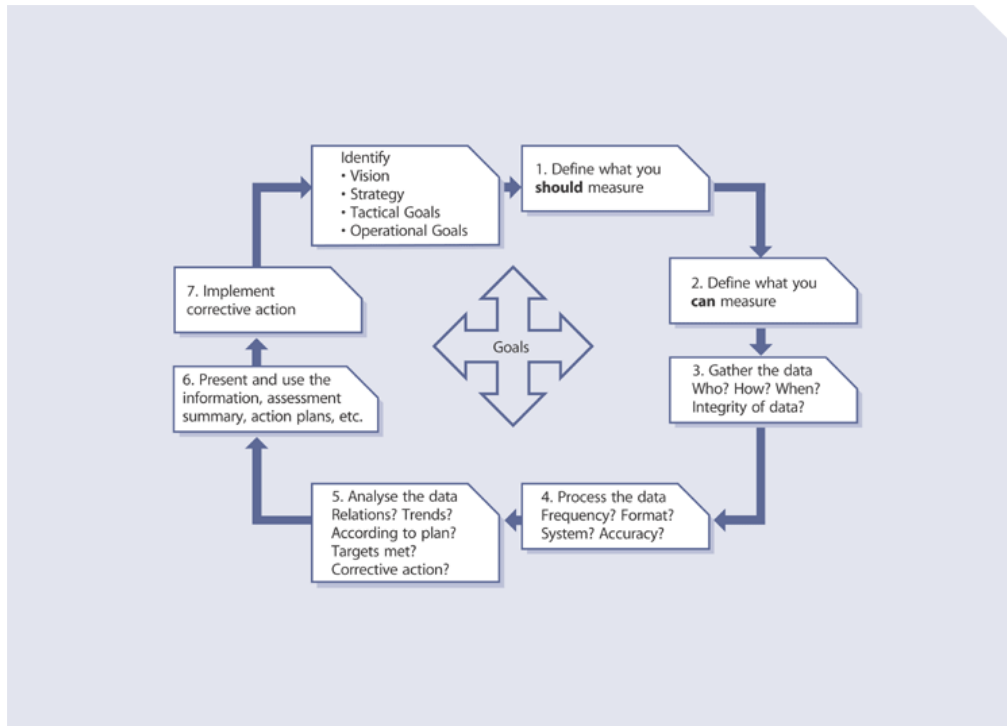 Identify
• Vision
• Strategy
• Tactical Goals
• Operational Goals
1. Define what you
should measure
2. Define what you
can measure
3. Gather the data
Who? How? When?
Integrity of data?
4. Process the data
Frequency? Format?
System? Accuracy?
5. Analyse the data
Relations? Trends?
According to plan?
Targets met?
Corrective action?
6. Present and use the
information, assessment
summary, action plans, etc.
7. Implement
corrective action
Goals